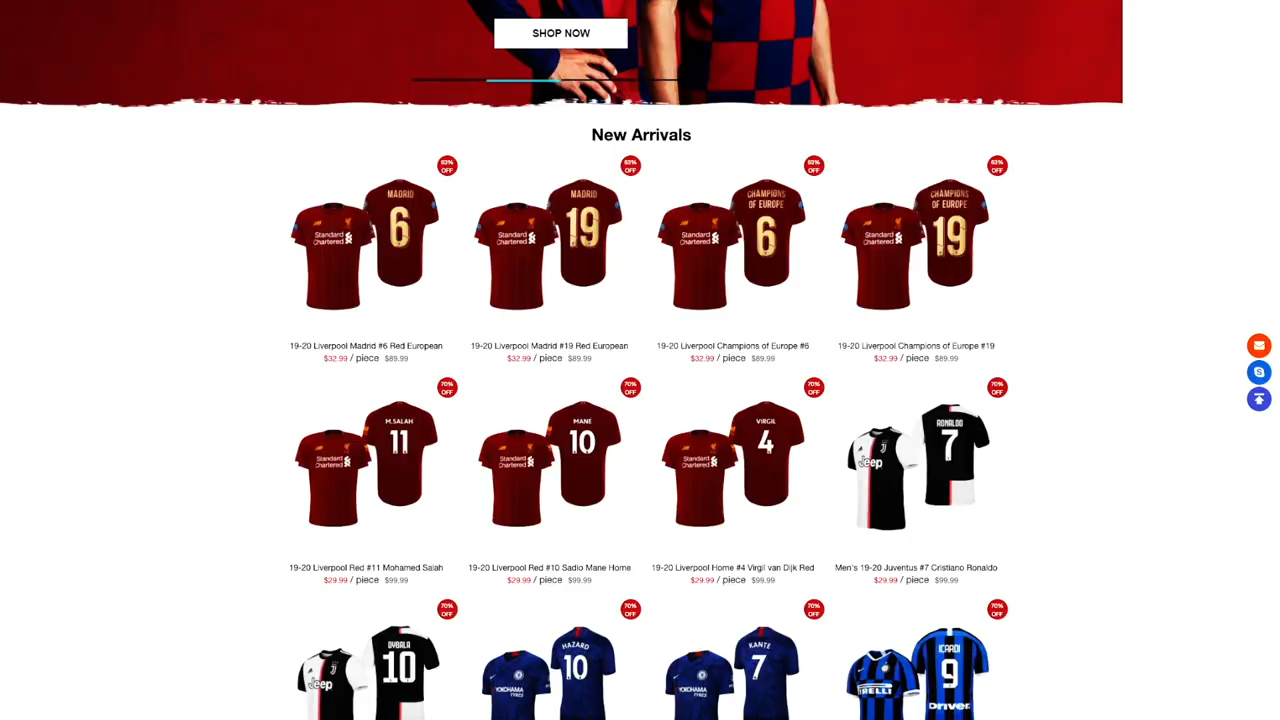 SHOP NOW
New Arrivals
63% OFF
63% OFF
63% OFF
63% OFF
MADRID
6
Standard Chartered
MADRID
19
Standard Chartered
CHAMPIONS OF EUROPE
6
Standard Chartered
CHAMPIONS OF EUROPE
19
Standard Chartered
19-20 Liverpool Madrid #6 Red European
19-20 Liverpool Madrid #19 Red European
19-20 Liverpool Champions of Europe #6
19-20 Liverpool Champions of Europe #19
$32.99 / piece $89.99
$32.99 / piece $89.99
$32.99 / piece $89.99
$32.99 / piece $89.99
70% OFF
70% OFF
70% OFF
70% OFF
M.SALAH
11
Standard Chartered
MANE
10
Standard Chartered
VIRGIL
4
Standard Chartered
RONALDO
7
Jeep
19-20 Liverpool Red #11 Mohamed Salah
19-20 Liverpool Red #10 Sadio Mane Home
19-20 Liverpool Home #4 Virgil van Dijk Red
Men's 19-20 Juventus #7 Cristiano Ronaldo
$29.99 / piece $99.99
$29.99 / piece $99.99
$29.99 / piece $99.99
$29.99 / piece $99.99
70% OFF
70% OFF
70% OFF
70% OFF
DYBALA
10
Jeep
HAZARD
10
YOKOHAMA
TYRES
KANTE
7
YOKOHAMA
TYRES
ICARDI
9
IRELLI
Driver